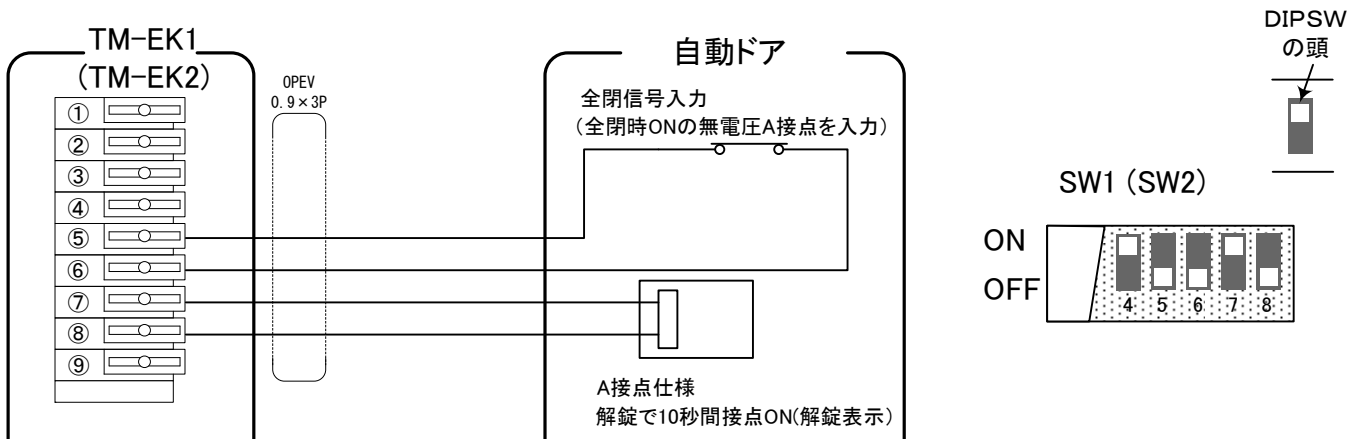 TM-EK1
(TM-EK2)
①
②
③
④
⑤
⑥
⑦
⑧
⑨
OPEV
0.9×3P
自動ドア
全閉信号入力
(全閉時ONの無電圧A接点を入力)
A接点仕様
解錠で10秒間接点ON(解錠表示)
DIPSW
の頭
SW1 (SW2)
ON
OFF
4 5 6 7 8